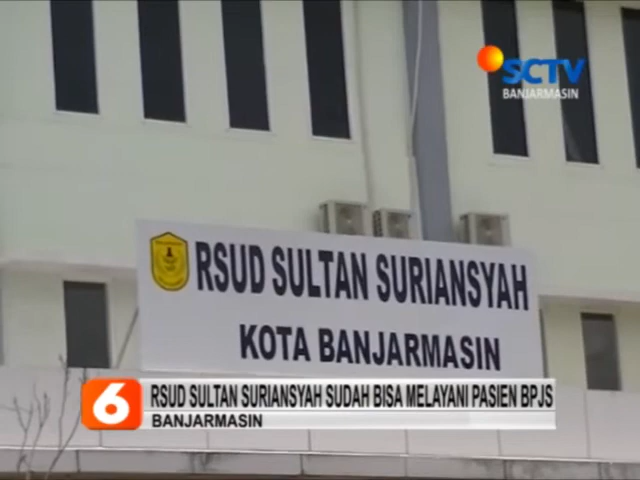 SCTV
BANJARMASIN
RSUD SULTAN SURIANSYAH
KOTA BANJARMASIN
6
RSUD SULTAN SURIANSYAH SUDAH BISA MELAYANI PASIEN BPJS
BANJARMASIN